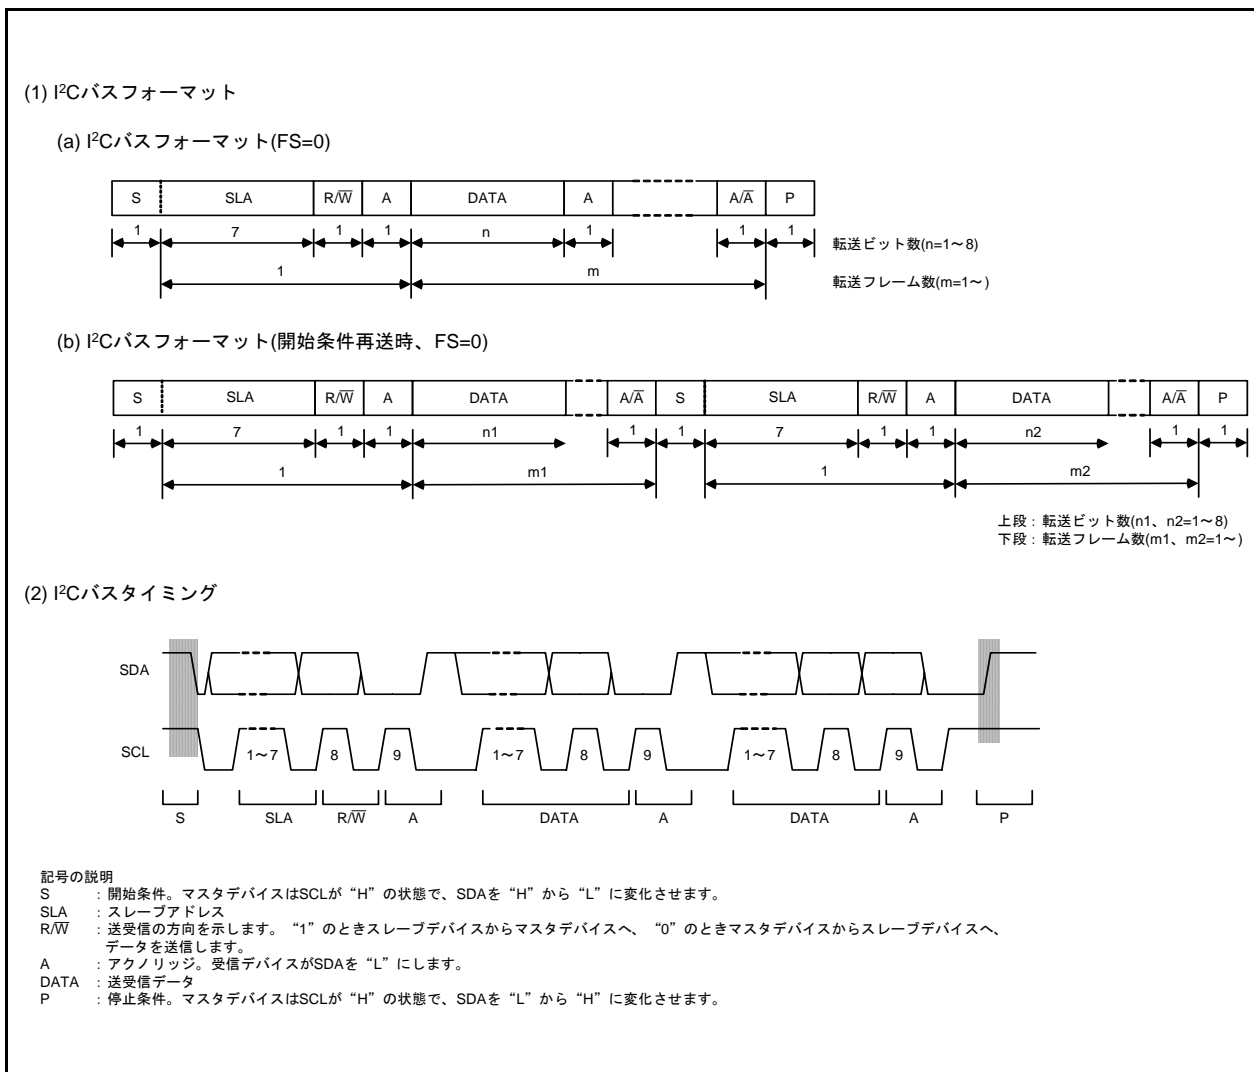 (1) I²Cバスフォーマット
(a) I²Cバスフォーマット(FS=0)
S SLA R/W̅ A DATA A A/A̅ P
1 7 1 1 n 1 1 1
転送ビット数(n=1～8)
1 m
転送フレーム数(m=1～)
(b) I²Cバスフォーマット(開始条件再送時、FS=0)
S SLA R/W̅ A DATA A/A̅ S SLA R/W̅ A DATA A/A̅ P
1 7 1 1 n1 1 1 7 1 1 n2 1 1
1 m1 1 m2
上段 : 転送ビット数(n1、n2=1～8)
下段 : 転送フレーム数(m1、m2=1～)
(2) I²Cバスタイミング
SDA
SCL 1～7 8 9 1～7 8 9 1～7 8 9
S SLA R/W̅ A DATA A DATA A P
記号の説明
S : 開始条件。マスタデバイスはSCLが“H”の状態で、SDAを“H”から“L”に変化させます。
SLA : スレーブアドレス
R/W̅ : 送受信の方向を示します。“1”のときスレーブデバイスからマスタデバイスへ、“0”のときマスタデバイスからスレーブデバイスへ、
データを送信します。
A : アクノリッジ。受信デバイスがSDAを“L”にします。
DATA : 送受信データ
P : 停止条件。マスタデバイスはSCLが“H”の状態で、SDAを“L”から“H”に変化させます。